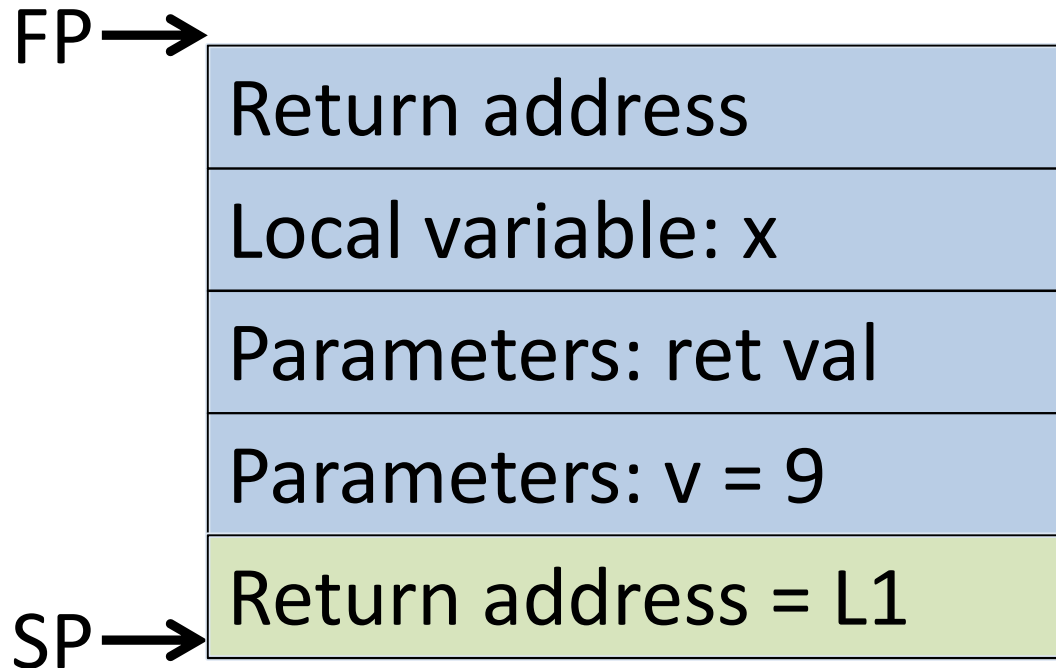 FP
Return address
Local variable: x
Parameters: ret val
Parameters: v = 9
Return address = L1
SP